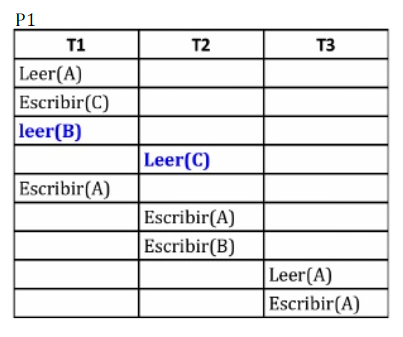 P1
T1 T2 T3
Leer(A)
Escribir(C)
leer(B)
Leer(C)
Escribir(A)
Escribir(A)
Escribir(B)
Leer(A)
Escribir(A)